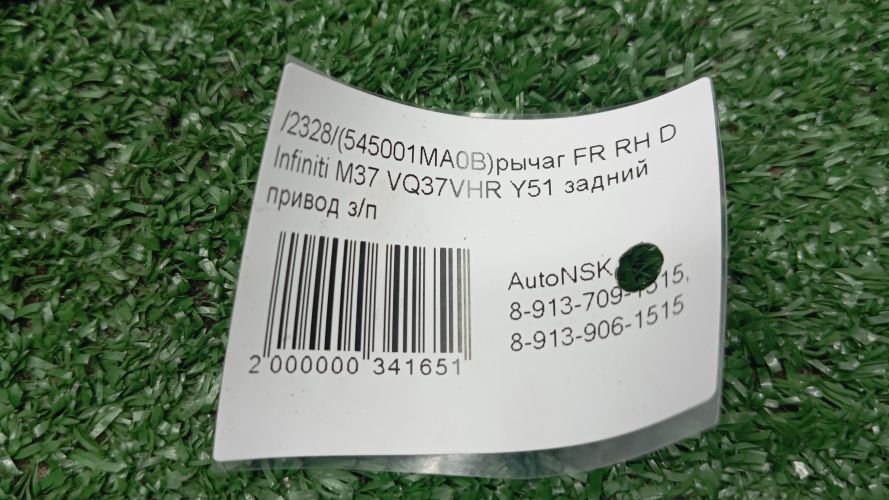 /2328/(545001MA0B)рычаг FR RH D
Infiniti M37 VQ37VHR Y51 задний
привод з/п
AutoNSK
8-913-709-1515,
8-913-906-1515
2 000000 341651